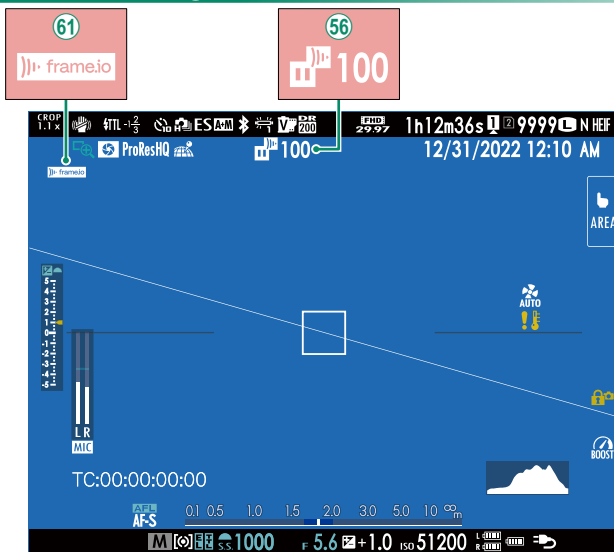 61 56
frame.io 100
CROP 1.1 x TTL -1⅓ ES AM V DR 200 FHD 29.97 1h12m36s 1 2 9999 L N HEIF
ProResHQ 100 12/31/2022 12:10 AM
frame.io
AREA
AUTO
5
4
3
2
1
0
-1
-2
-3
-4
-5
L R
MIC
BOOST
TC:00:00:00:00
AFL
AF-S
0.1 0.5 1.0 1.5 2.0 3.0 5.0 10 ∞ m
M S.S. 1000 F 5.6 +1.0 ISO 51200 L R